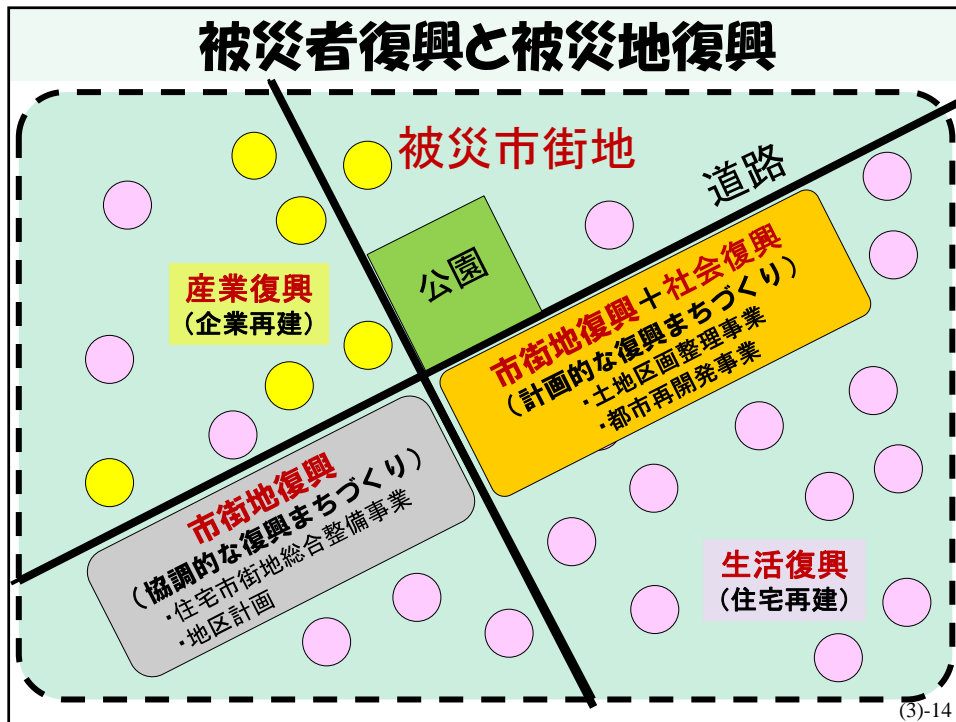 被災者復興と被災地復興
被災市街地
道路
公園
産業復興
（企業再建）
市街地復興＋社会復興
（計画的な復興まちづくり）
・土地区画整理事業
・都市再開発事業
市街地復興
（協調的な復興まちづくり）
・住宅市街地総合整備事業
・地区計画
生活復興
（住宅再建）
(3)-14